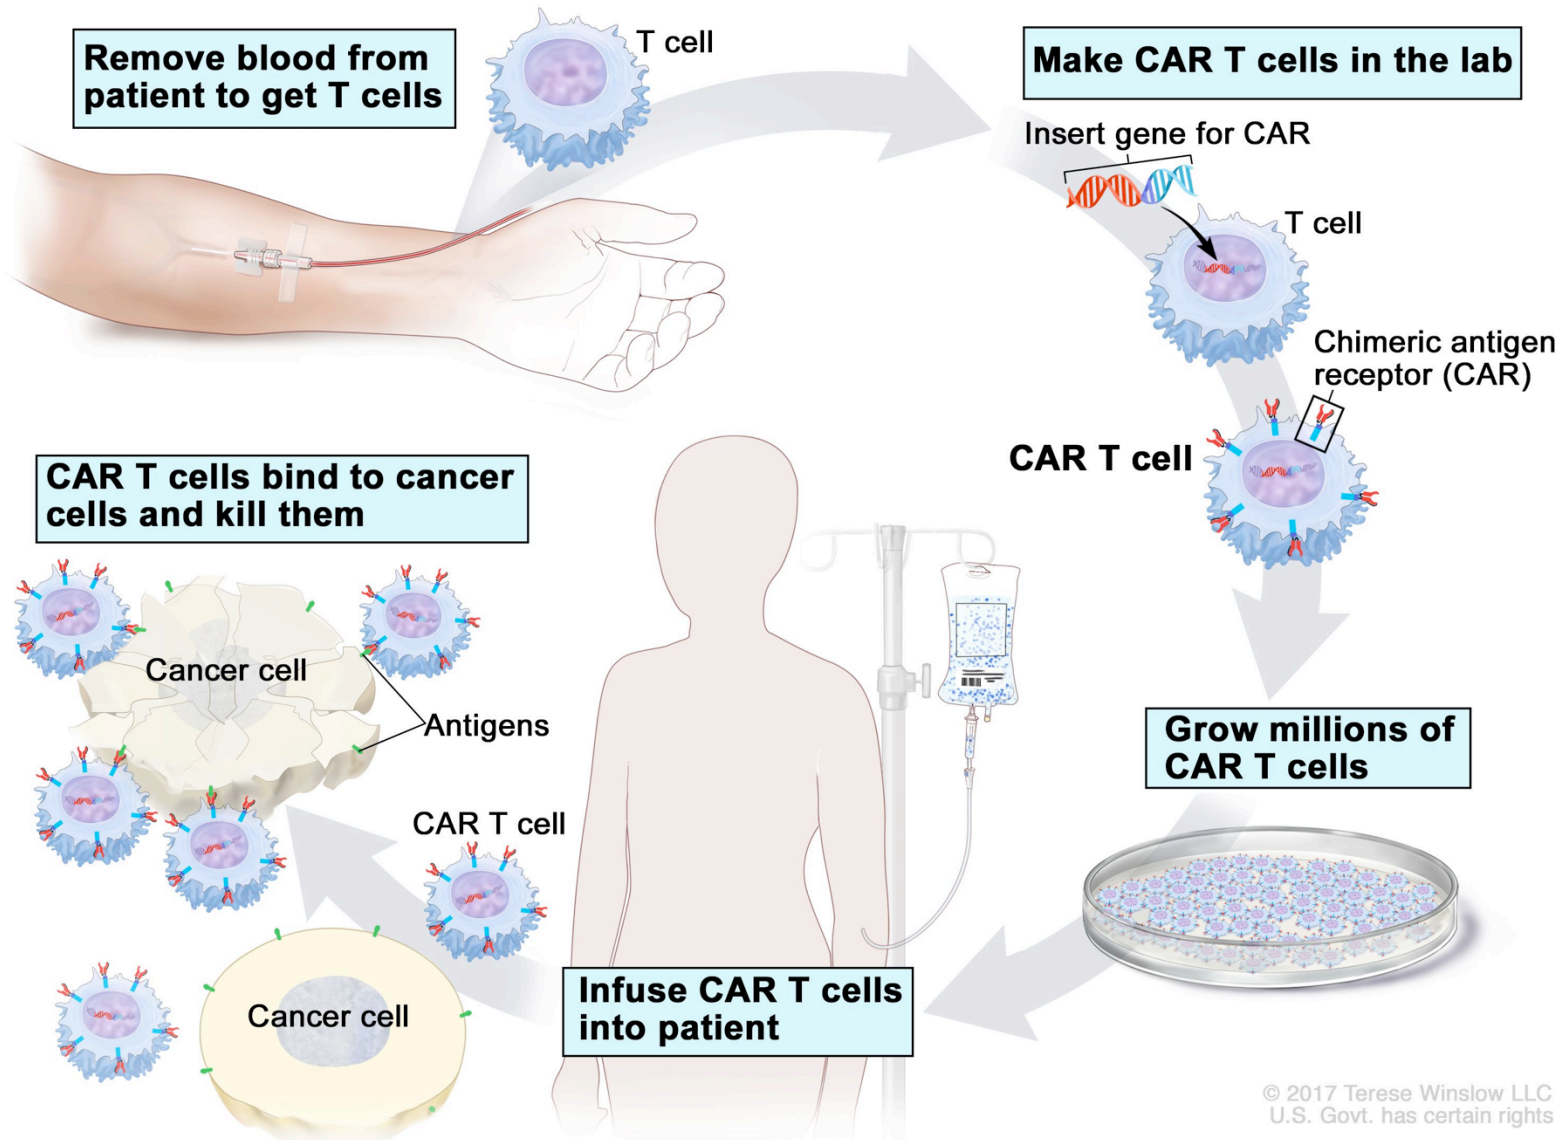 Remove blood from
patient to get T cells
T cell
Make CAR T cells in the lab
Insert gene for CAR
T cell
Chimeric antigen
receptor (CAR)
CAR T cell
Grow millions of
CAR T cells
Infuse CAR T cells
into patient
CAR T cells bind to cancer
cells and kill them
Cancer cell
Antigens
CAR T cell
Cancer cell
© 2017 Terese Winslow LLC
U.S. Govt. has certain rights